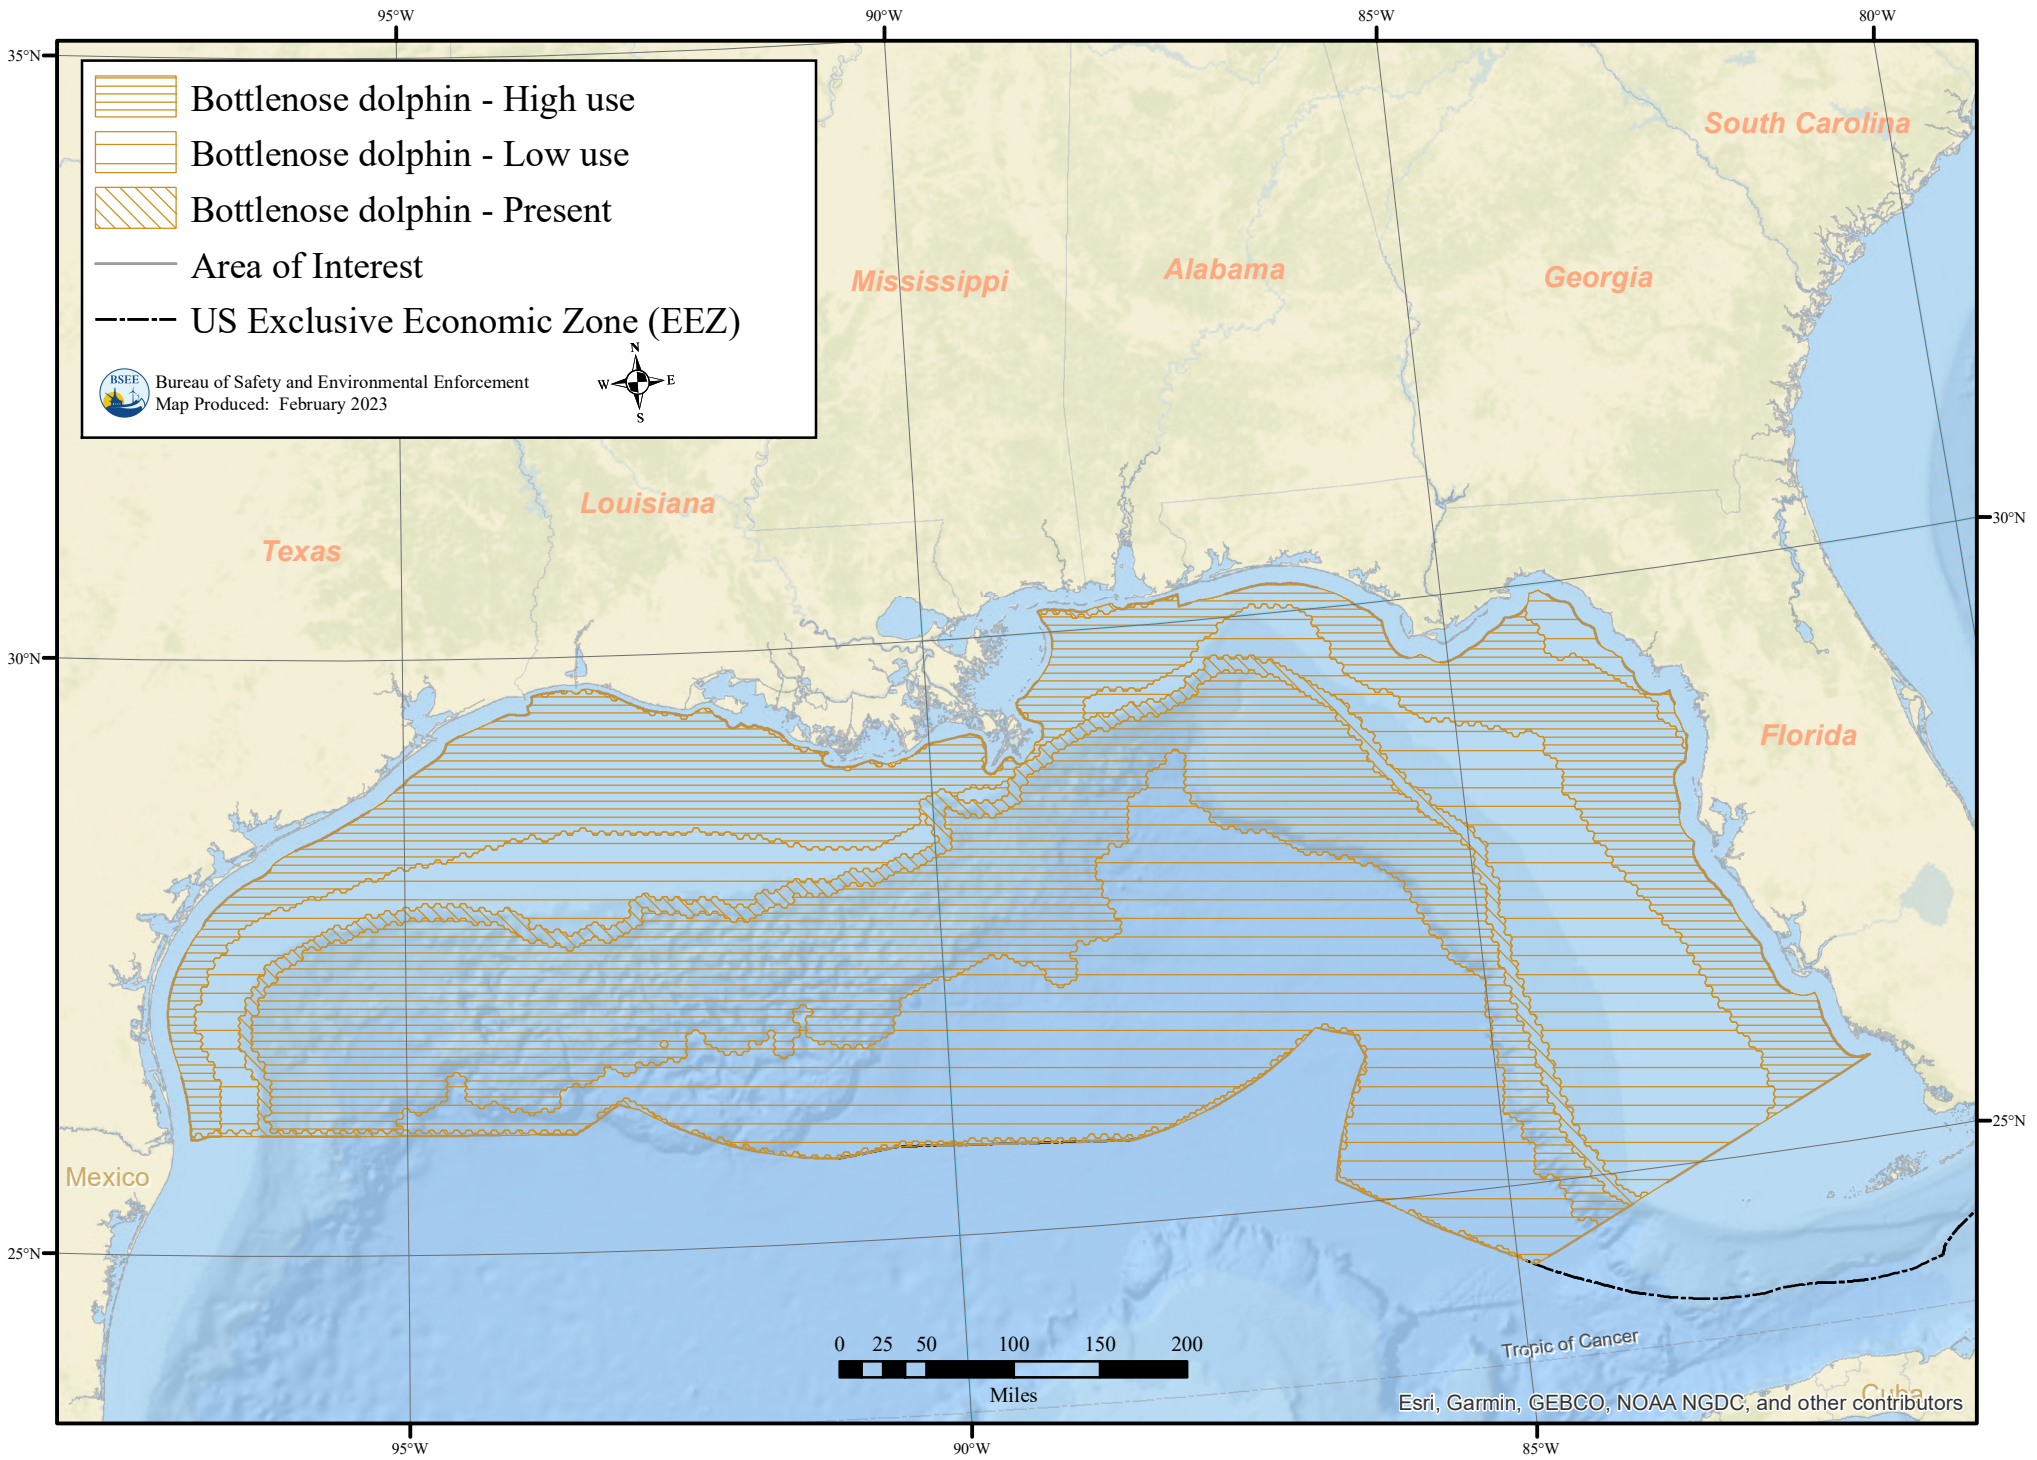 95°W 90°W 85°W 80°W
35°N
Bottlenose dolphin - High use
Bottlenose dolphin - Low use
Bottlenose dolphin - Present
Area of Interest
US Exclusive Economic Zone (EEZ)
N
W E
S
BSEE
Bureau of Safety and Environmental Enforcement
Map Produced: February 2023
South Carolina
Mississippi
Alabama
Georgia
Louisiana
30°N
Texas
30°N
Florida
25°N
Mexico
25°N
0 25 50 100 150 200
Miles
Tropic of Cancer
Cuba
Esri, Garmin, GEBCO, NOAA NGDC, and other contributors
95°W 90°W 85°W